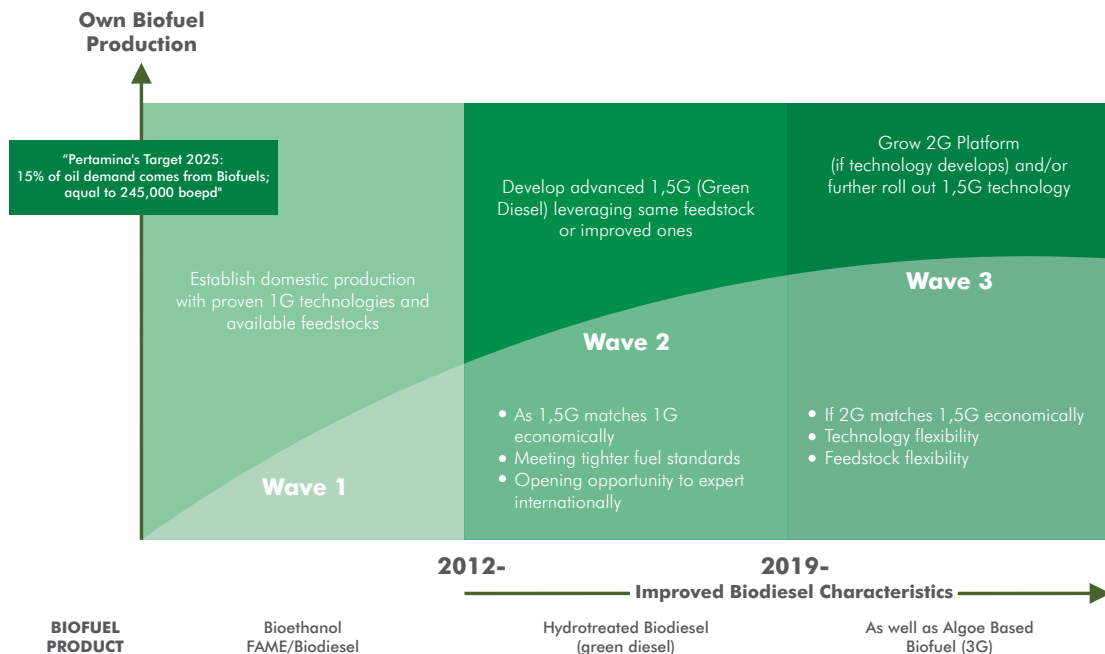 Own Biofuel
Production
“Pertamina's Target 2025:
15% of oil demand comes from Biofuels;
aqual to 245,000 boepd"
Establish domestic production
with proven 1G technologies and
available feedstocks
Wave 1
Develop advanced 1,5G (Green
Diesel) leveraging same feedstock
or improved ones
Wave 2
• As 1,5G matches 1G
economically
• Meeting tighter fuel standards
• Opening opportunity to expert
internationally
Grow 2G Platform
(if technology develops) and/or
further roll out 1,5G technology
Wave 3
• If 2G matches 1,5G economically
• Technology flexibility
• Feedstock flexibility
2012-
2019-
Improved Biodiesel Characteristics
BIOFUEL
PRODUCT
Bioethanol
FAME/Biodiesel
Hydrotreated Biodiesel
(green diesel)
As well as Algoe Based
Biofuel (3G)